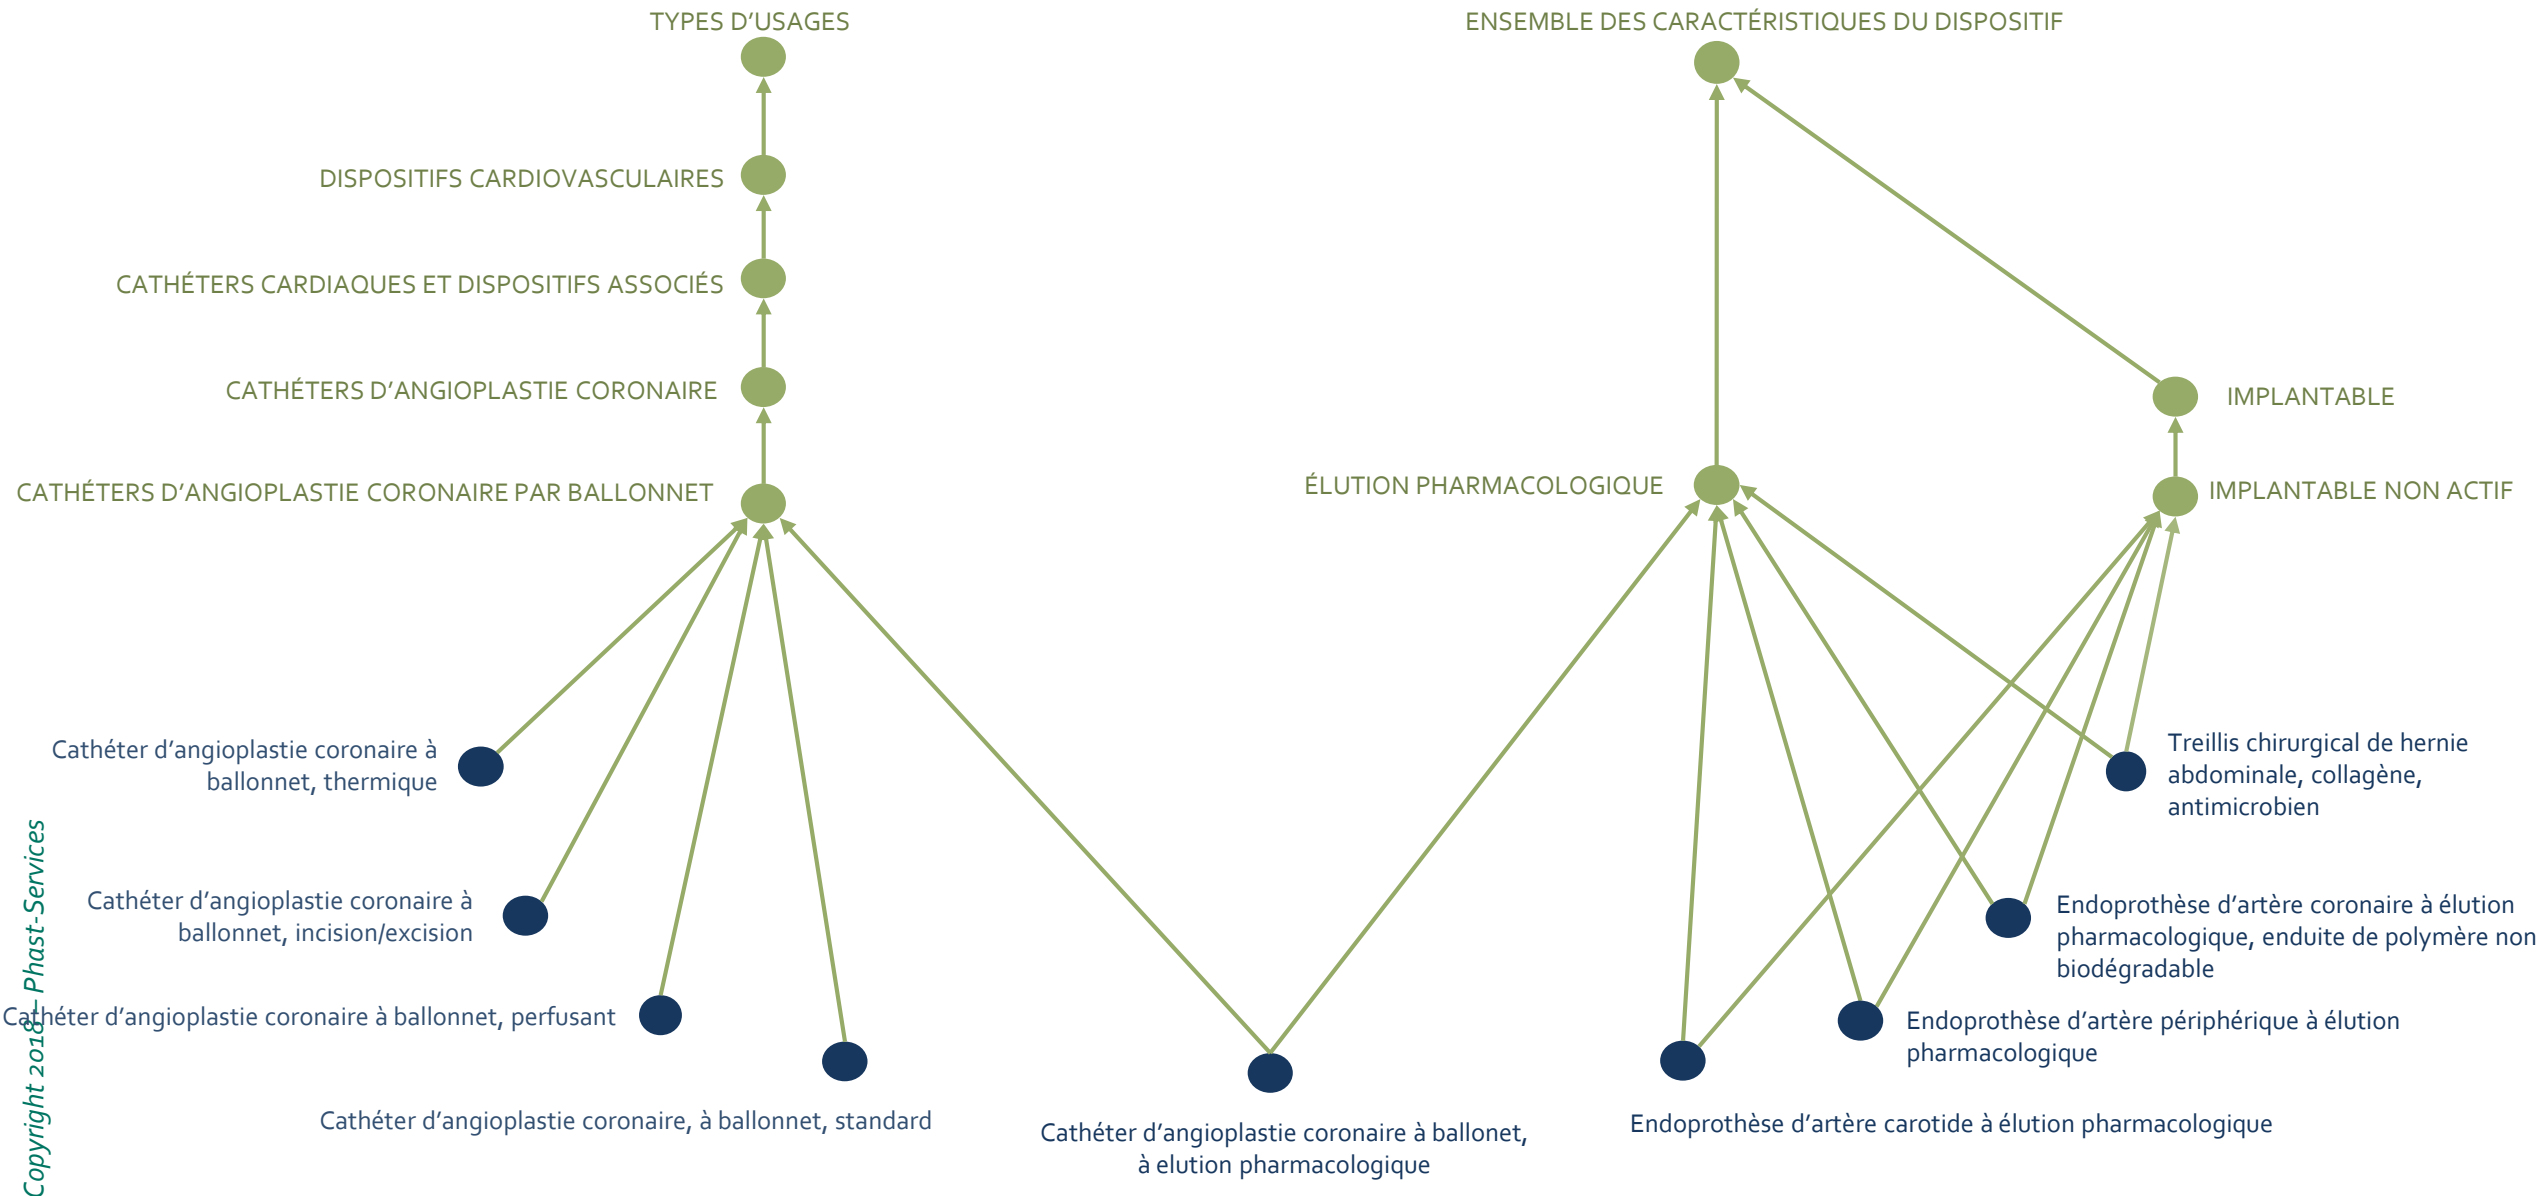 TYPES D’USAGES
ENSEMBLE DES CARACTÉRISTIQUES DU DISPOSITIF
DISPOSITIFS CARDIOVASCULAIRES
CATHÉTERS CARDIAQUES ET DISPOSITIFS ASSOCIÉS
CATHÉTERS D’ANGIOPLASTIE CORONAIRE
IMPLANTABLE
CATHÉTERS D’ANGIOPLASTIE CORONAIRE PAR BALLONNET
ÉLUTION PHARMACOLOGIQUE
IMPLANTABLE NON ACTIF
Cathéter d’angioplastie coronaire à
ballonnet, thermique
Treillis chirurgical de hernie
abdominale, collagène,
antimicrobien
Cathéter d’angioplastie coronaire à
ballonnet, incision/excision
Endoprothèse d’artère coronaire à élution
pharmacologique, enduite de polymère non
biodégradable
Cathéter d’angioplastie coronaire à ballonnet, perfusant
Endoprothèse d’artère périphérique à élution
pharmacologique
Cathéter d’angioplastie coronaire, à ballonnet, standard
Cathéter d’angioplastie coronaire à ballonet,
à elution pharmacologique
Endoprothèse d’artère carotide à élution pharmacologique
Copyright 2018 – Phast-Services